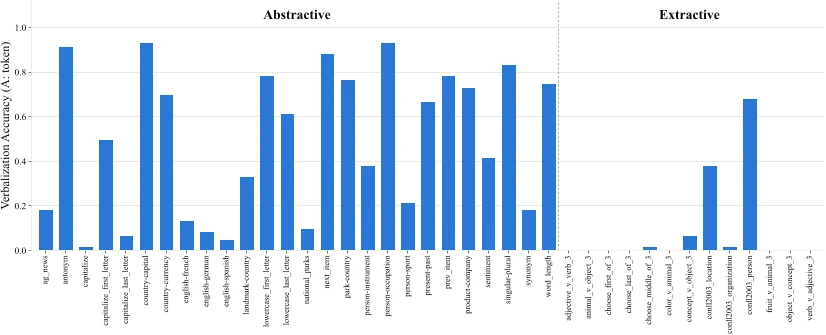 Abstractive
Extractive
Verbalization Accuracy (A: token)
1.0
0.8
0.6
0.4
0.2
0.0
ag_news
antonym
capitalize
capitalize_first_letter
capitalize_last_letter
country-capital
country-currency
english-french
english-german
english-spanish
landmark-country
lowercase_first_letter
lowercase_last_letter
national_parks
next_item
park-country
person-instrument
person-occupation
person-sport
present-past
prev_item
product-company
sentiment
singular-plural
synonym
word_length
adjective_v_verb_3
animal_v_object_3
choose_first_of_3
choose_last_of_3
choose_middle_of_3
color_v_animal_3
concept_v_object_3
conll2003_location
conll2003_organization
conll2003_person
fruit_v_animal_3
object_v_concept_3
verb_v_adjective_3